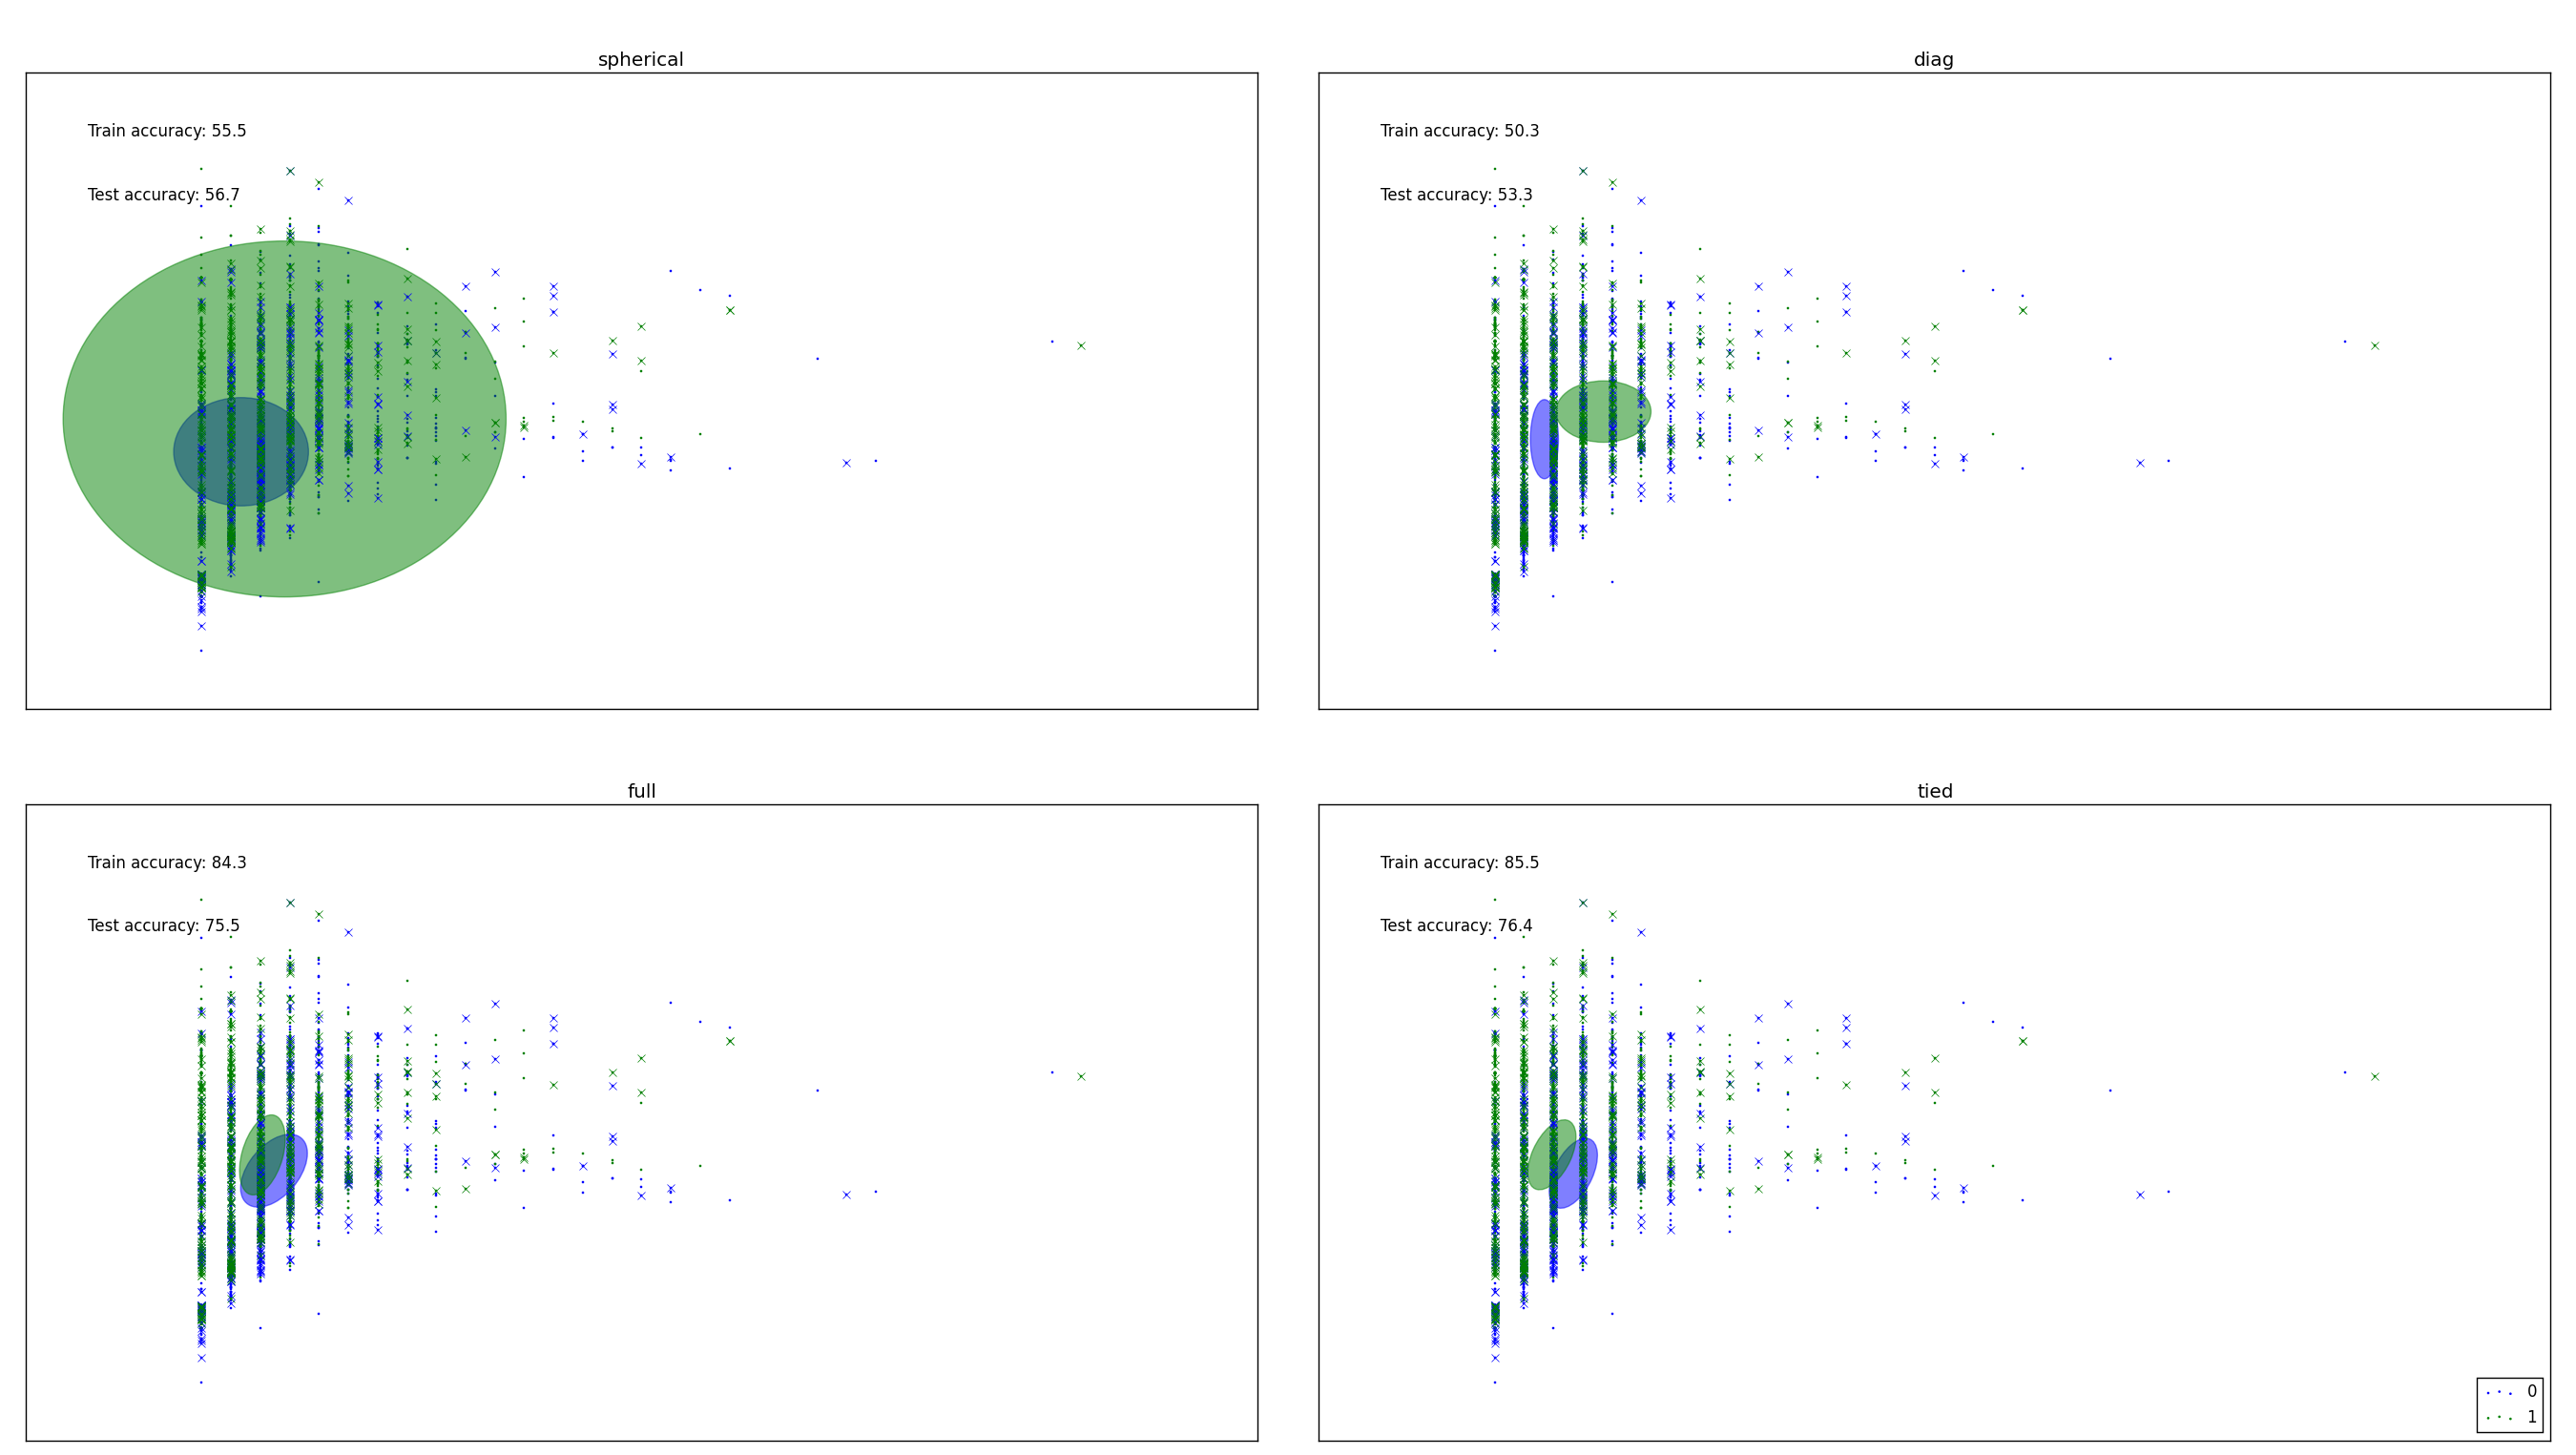 spherical
Train accuracy: 55.5
Test accuracy: 56.7
diag
Train accuracy: 50.3
Test accuracy: 53.3
full
Train accuracy: 84.3
Test accuracy: 75.5
tied
Train accuracy: 85.5
Test accuracy: 76.4
0
1